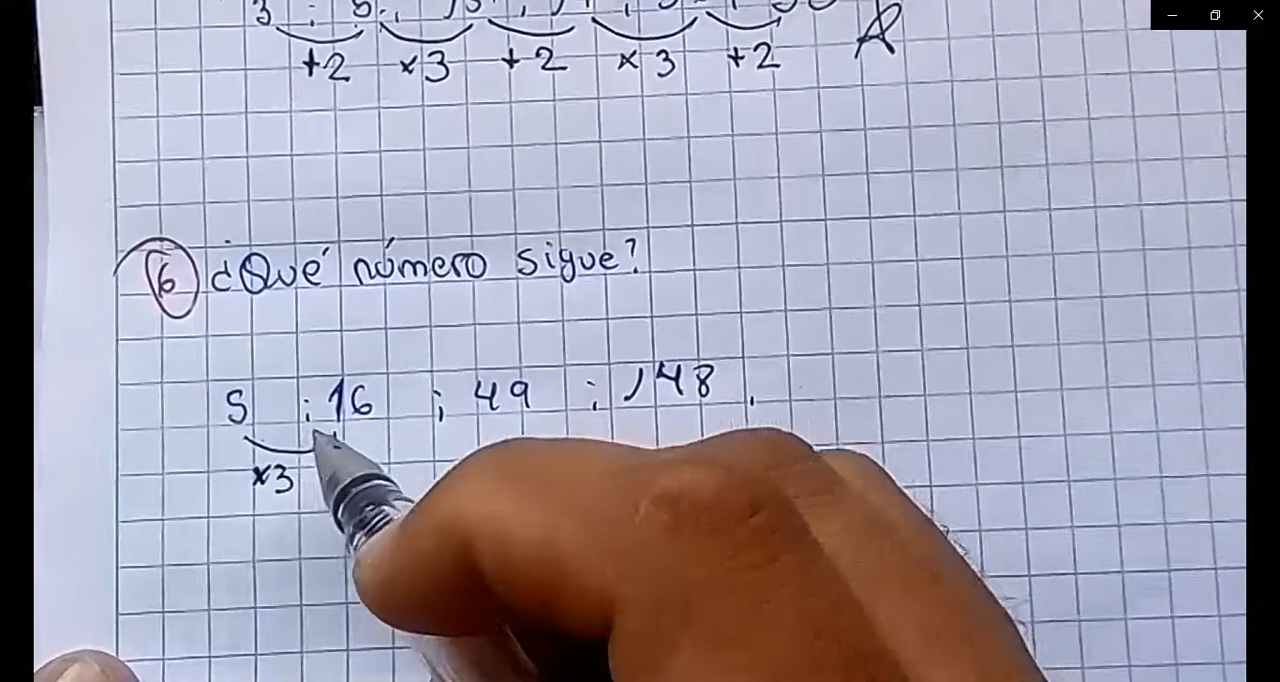 +2 ×3 +2 ×3 +2
6 ¿Qué número sigue?
5 ; 16 ; 49 ; 148
×3